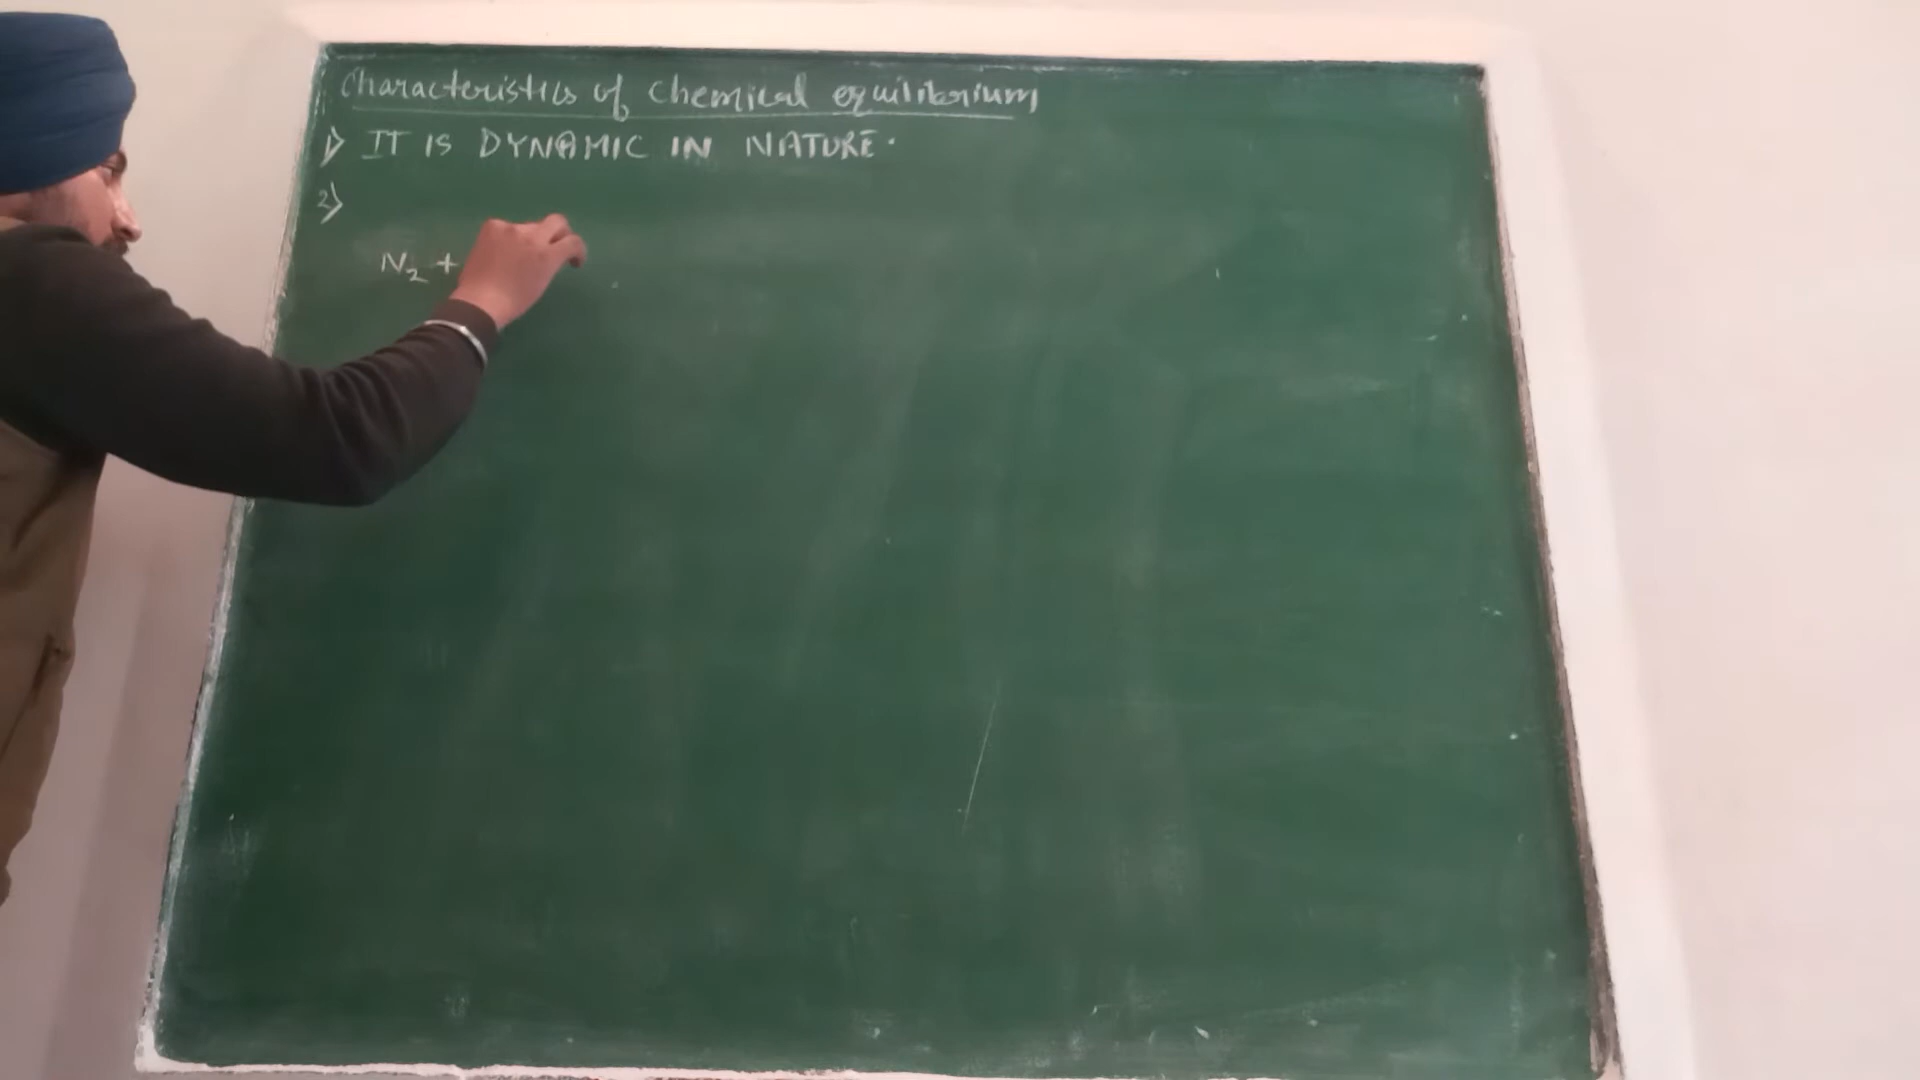 Characteristics of chemical equilibrium
1) IT IS DYNAMIC IN NATURE.
2)
N₂ +